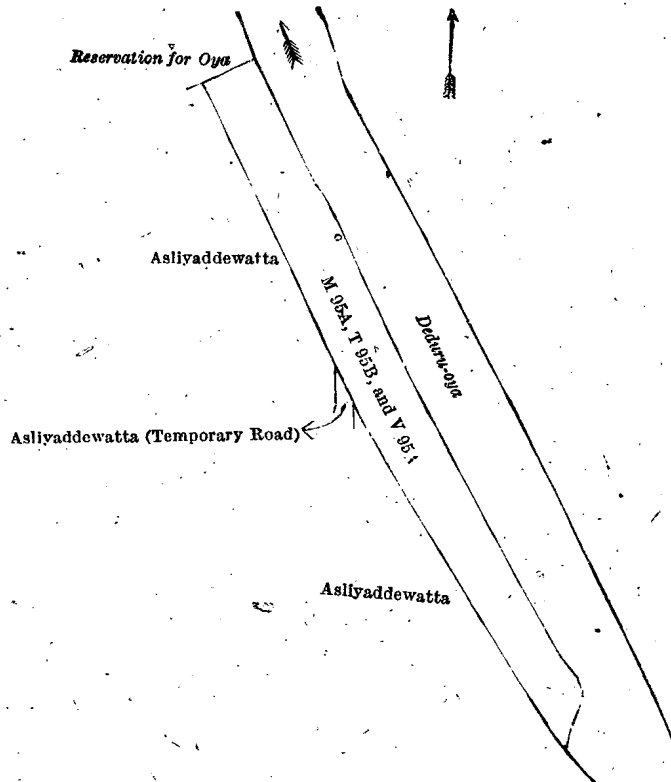 Reservation for Oya
Asliyaddewatta
M 95A, T 95B, and V 95
Deduru-oya
Asliyaddewatta (Temporary Road)
Asliyaddewatta